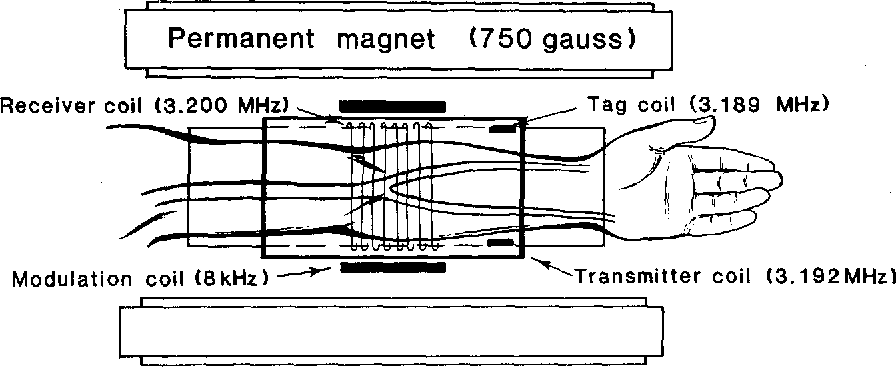 Permanent magnet (750 gauss)
Receiver coil (3.200 MHz)
Tag coil (3.189 MHz)
Modulation coil (8kHz)
Transmitter coil (3.192MHz)